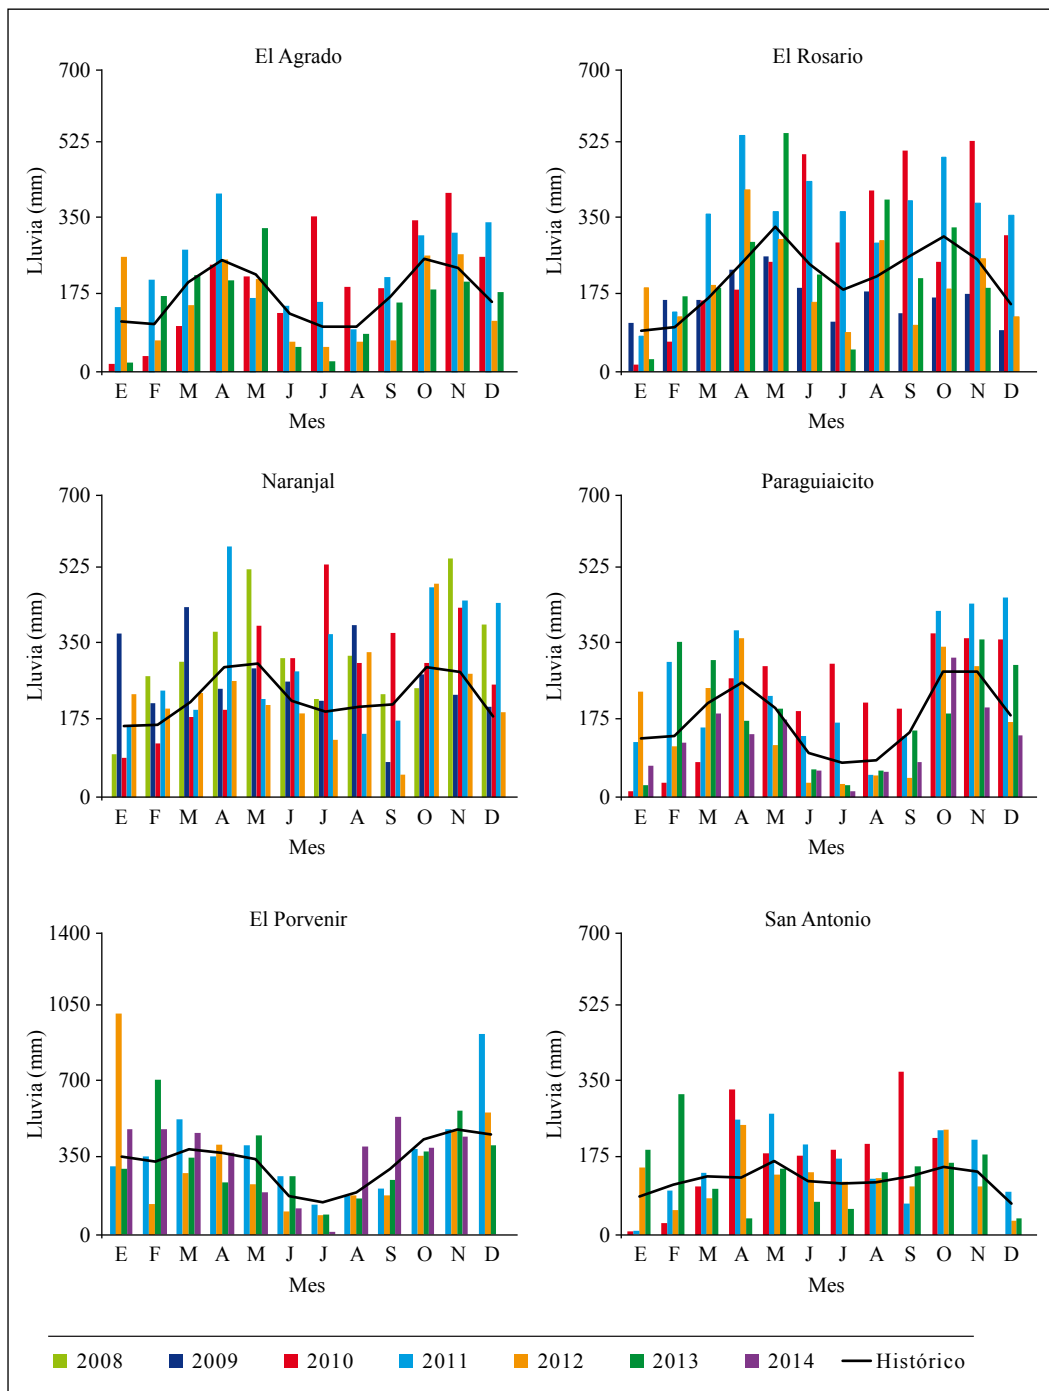 El Agrado
700
525
350
175
0
Lluvia (mm)
E F M A M J J A S O N D
Mes
El Rosario
700
525
350
175
0
Lluvia (mm)
E F M A M J J A S O N D
Mes
Naranjal
700
525
350
175
0
Lluvia (mm)
E F M A M J J A S O N D
Mes
Paraguiaicito
700
525
350
175
0
Lluvia (mm)
E F M A M J J A S O N D
Mes
El Porvenir
1400
1050
700
350
0
Lluvia (mm)
E F M A M J J A S O N D
Mes
San Antonio
700
525
350
175
0
Lluvia (mm)
E F M A M J J A S O N D
Mes
2008 2009 2010 2011 2012 2013 2014 Histórico